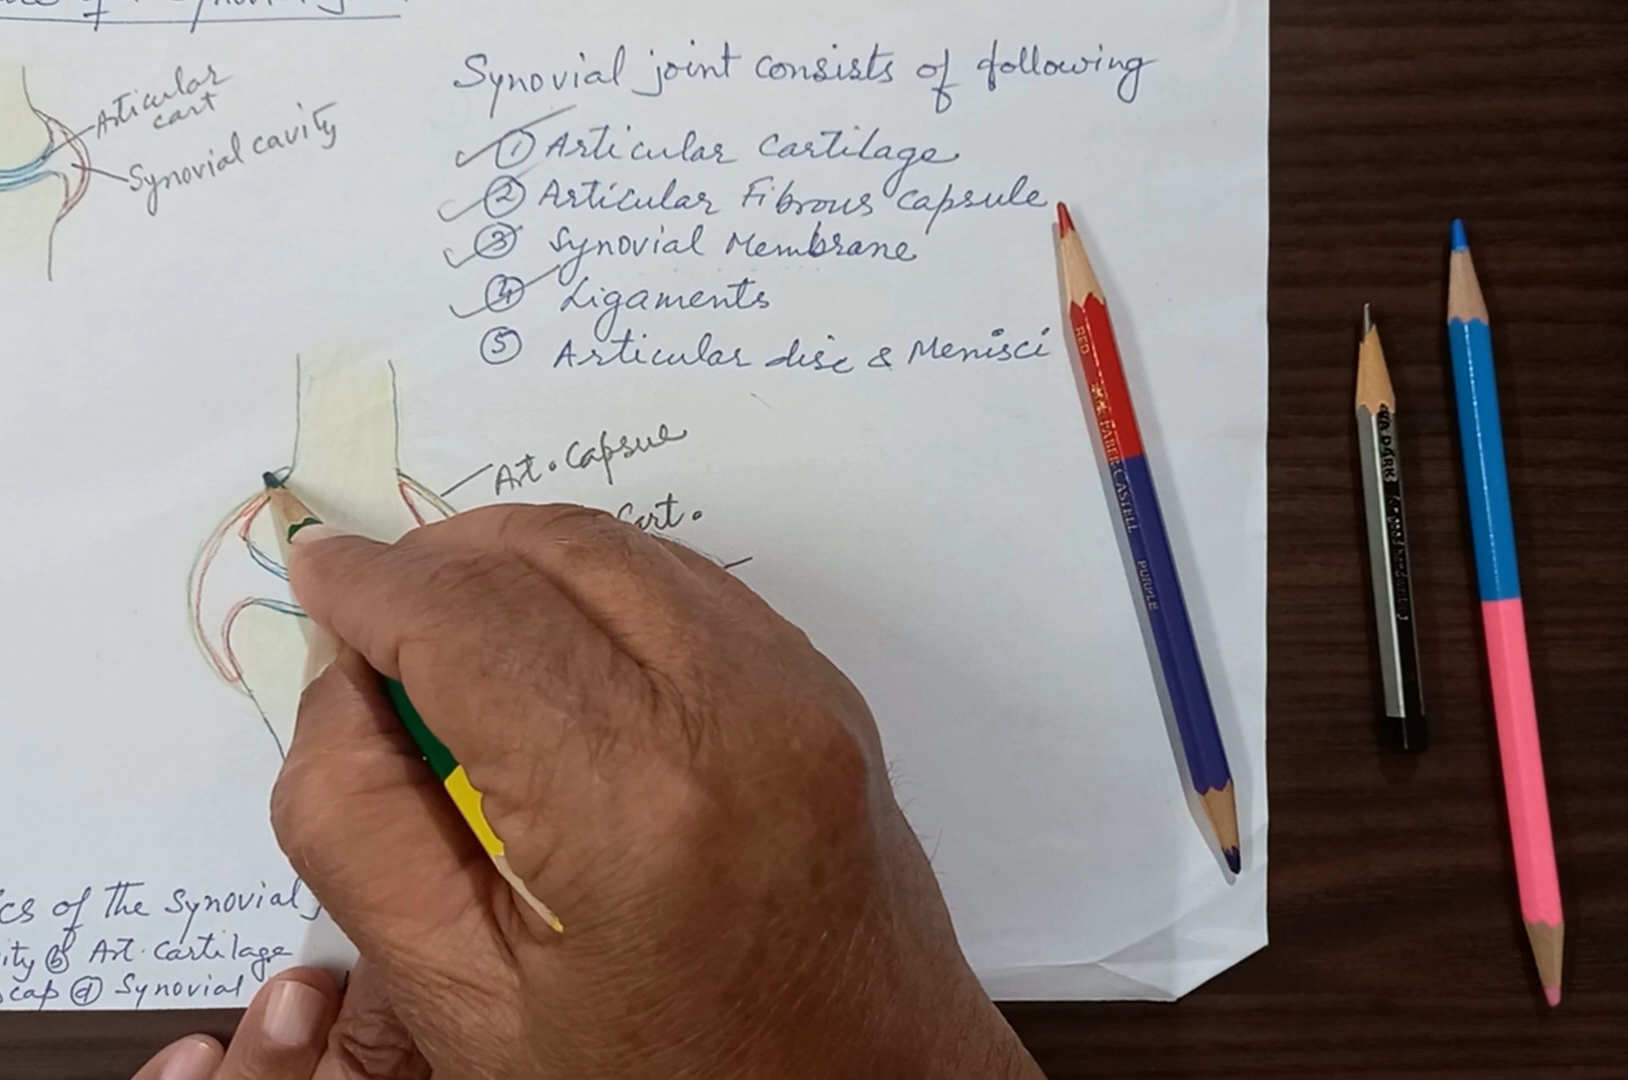 Articular
cart
Synovial cavity
Synovial joint consists of following
① Articular Cartilage
② Articular Fibrous capsule
③ Synovial Membrane
④ Ligaments
⑤ Articular disc & Menisci
Art. Capsue
Cart.
of the Synovial
ⓑ Art. Cartilage
cap ⓓ Synovial
RED
FABER-CASTELL
PURPLE
DARK